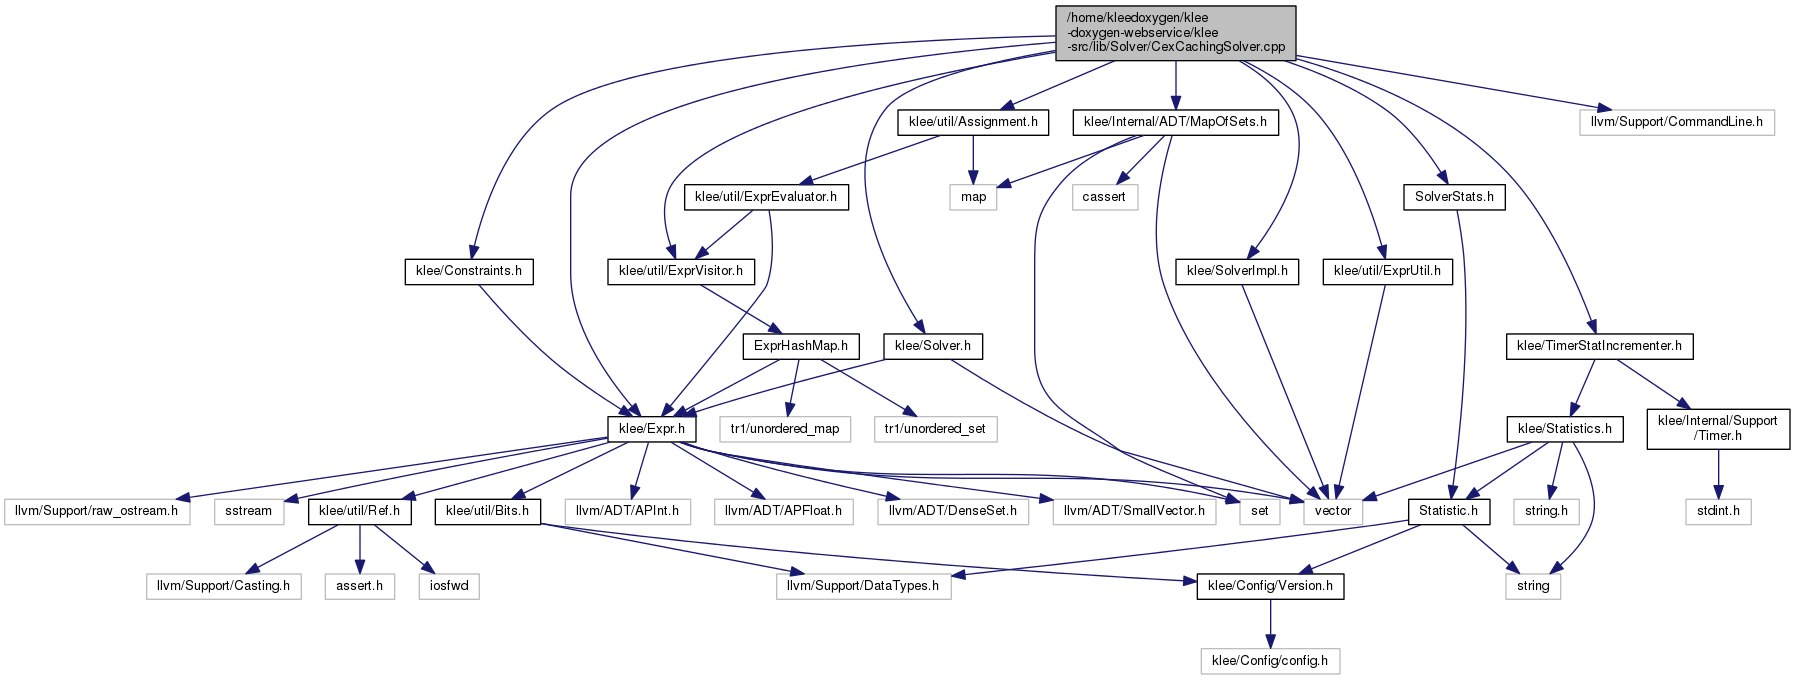 /home/kleedoxygen/klee
-doxygen-webservice/klee
-src/lib/Solver/CexCachingSolver.cpp
klee/util/Assignment.h
klee/Internal/ADT/MapOfSets.h
llvm/Support/CommandLine.h
klee/util/ExprEvaluator.h
map
cassert
SolverStats.h
klee/Constraints.h
klee/util/ExprVisitor.h
klee/SolverImpl.h
klee/util/ExprUtil.h
ExprHashMap.h
klee/Solver.h
klee/TimerStatIncrementer.h
klee/Expr.h
tr1/unordered_map
tr1/unordered_set
klee/Statistics.h
klee/Internal/Support
/Timer.h
llvm/Support/raw_ostream.h
sstream
klee/util/Ref.h
klee/util/Bits.h
llvm/ADT/APInt.h
llvm/ADT/APFloat.h
llvm/ADT/DenseSet.h
llvm/ADT/SmallVector.h
set
vector
Statistic.h
string.h
stdint.h
llvm/Support/Casting.h
assert.h
iosfwd
llvm/Support/DataTypes.h
klee/Config/Version.h
string
klee/Config/config.h